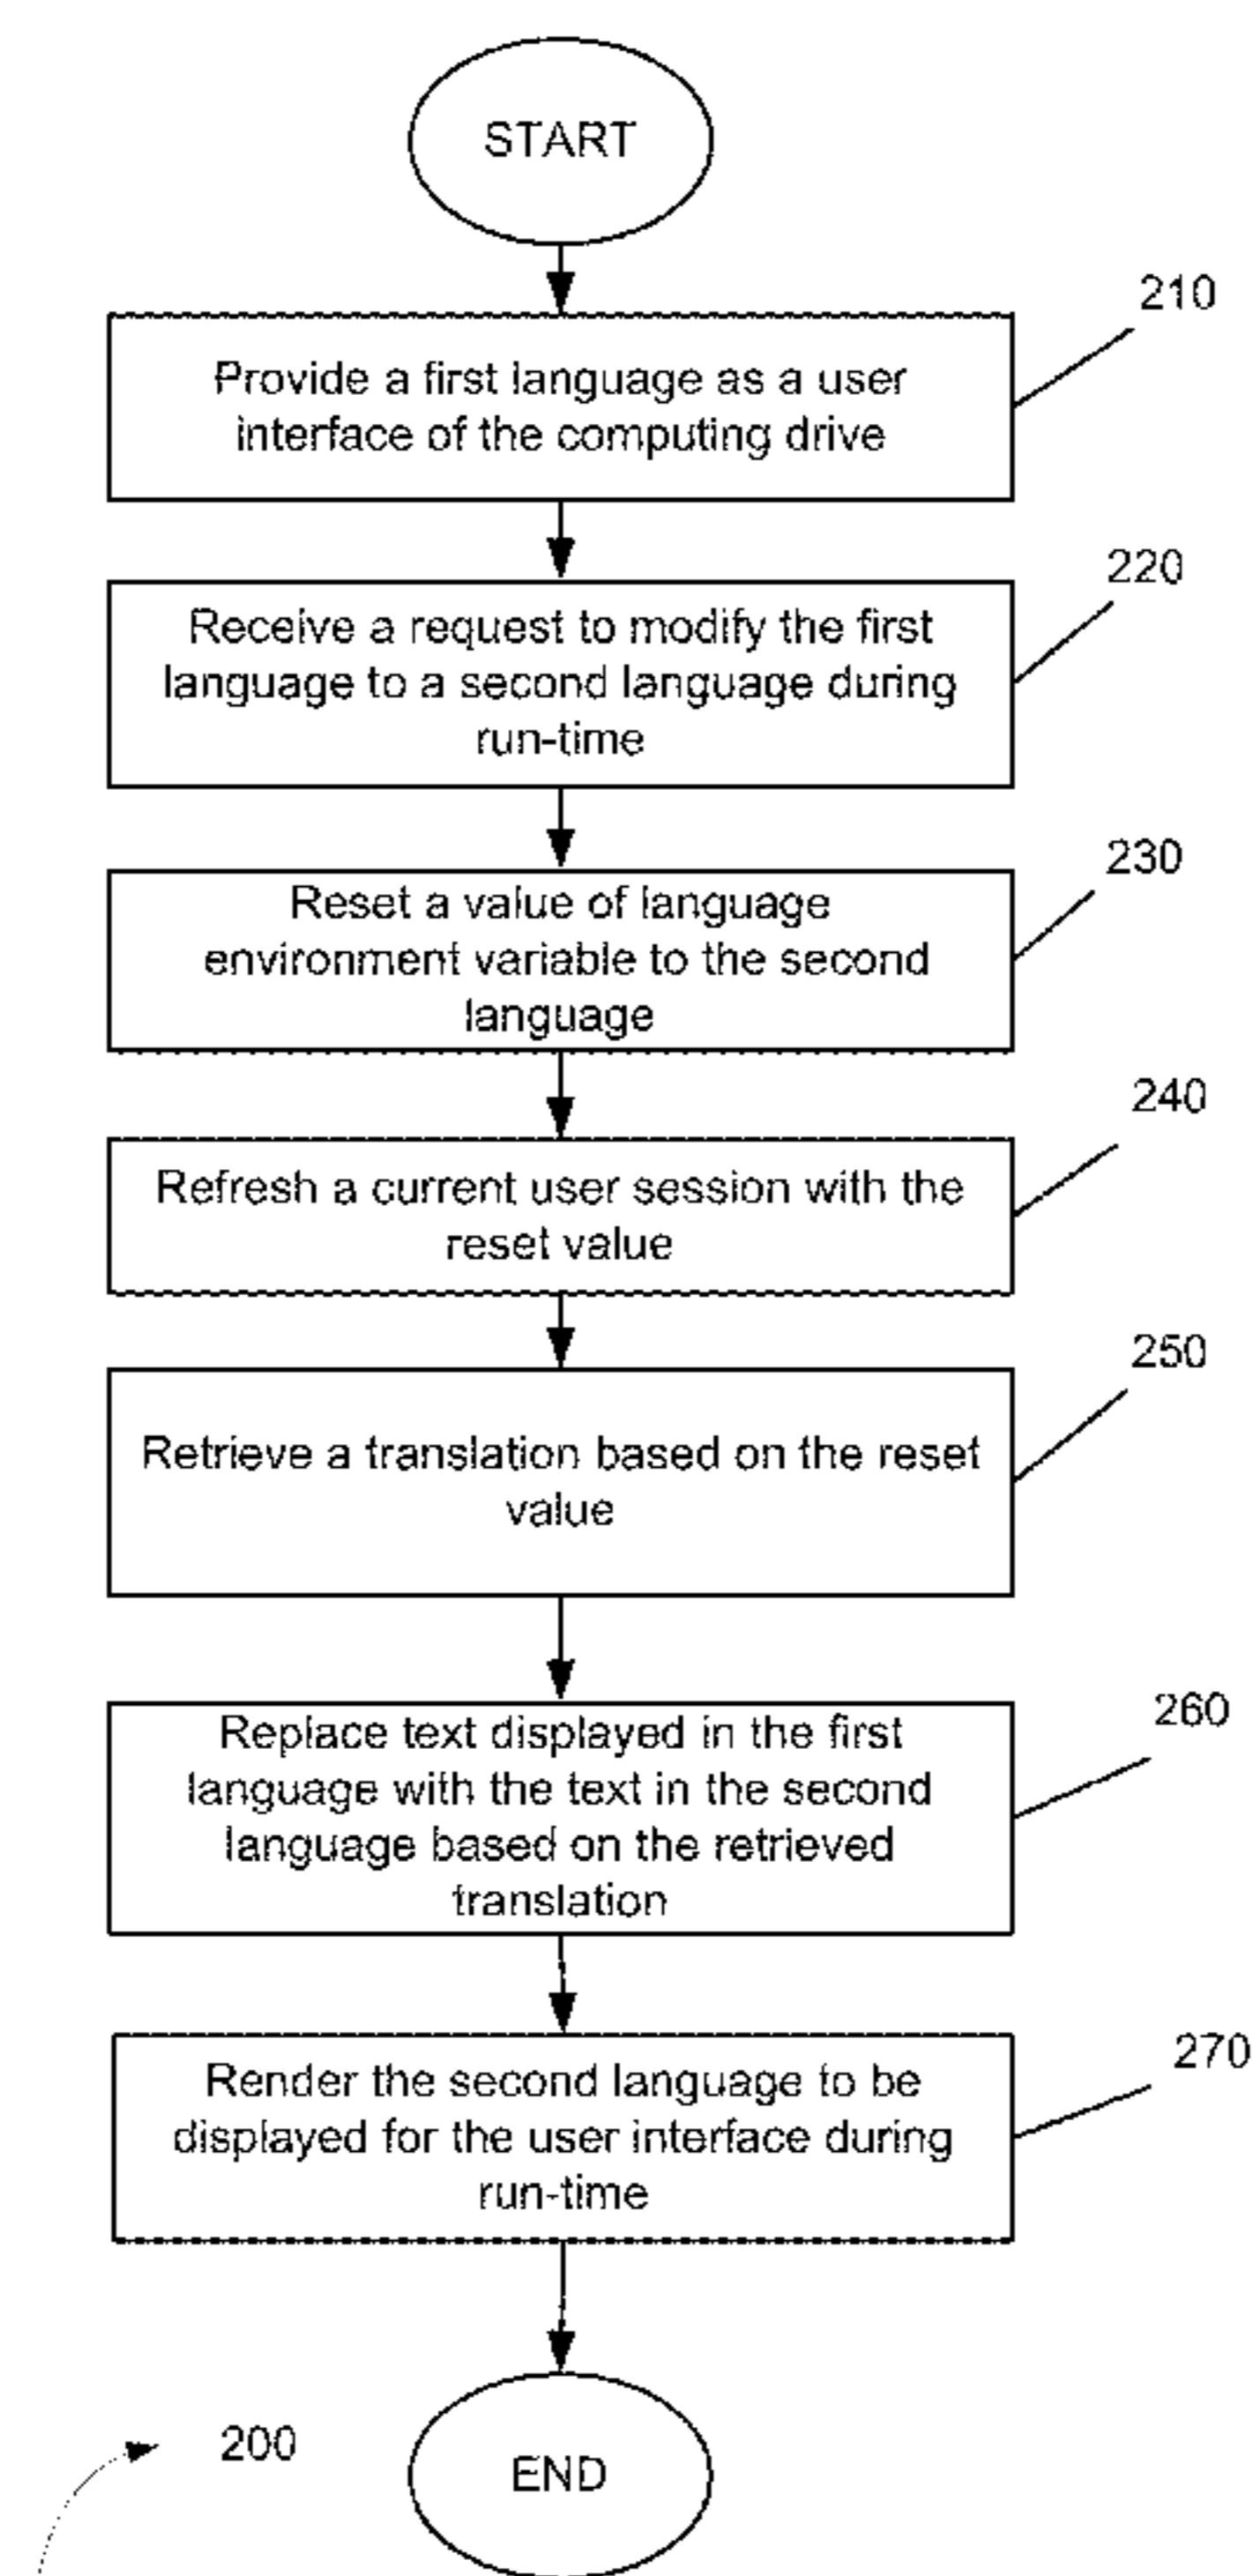 START
210
Provide a first language as a user
interface of the computing drive
220
Receive a request to modify the first
language to a second language during
run-time
230
Reset a value of language
environment variable to the second
language
240
Refresh a current user session with the
reset value
250
Retrieve a translation based on the reset
value
260
Replace text displayed in the first
language with the text in the second
language based on the retrieved
translation
270
Render the second language to be
displayed for the user interface during
run-time
200
END